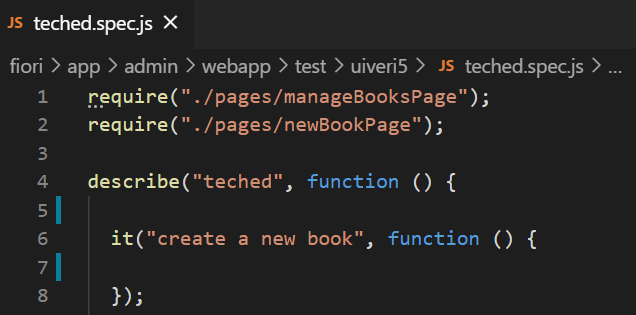 JS teched.spec.js ×
fiori > app > admin > webapp > test > uiveri5 > JS teched.spec.js > ...
1 require("./pages/manageBooksPage");
2 require("./pages/newBookPage");
3
4 describe("teched", function () {
5
6 it("create a new book", function () {
7
8 });